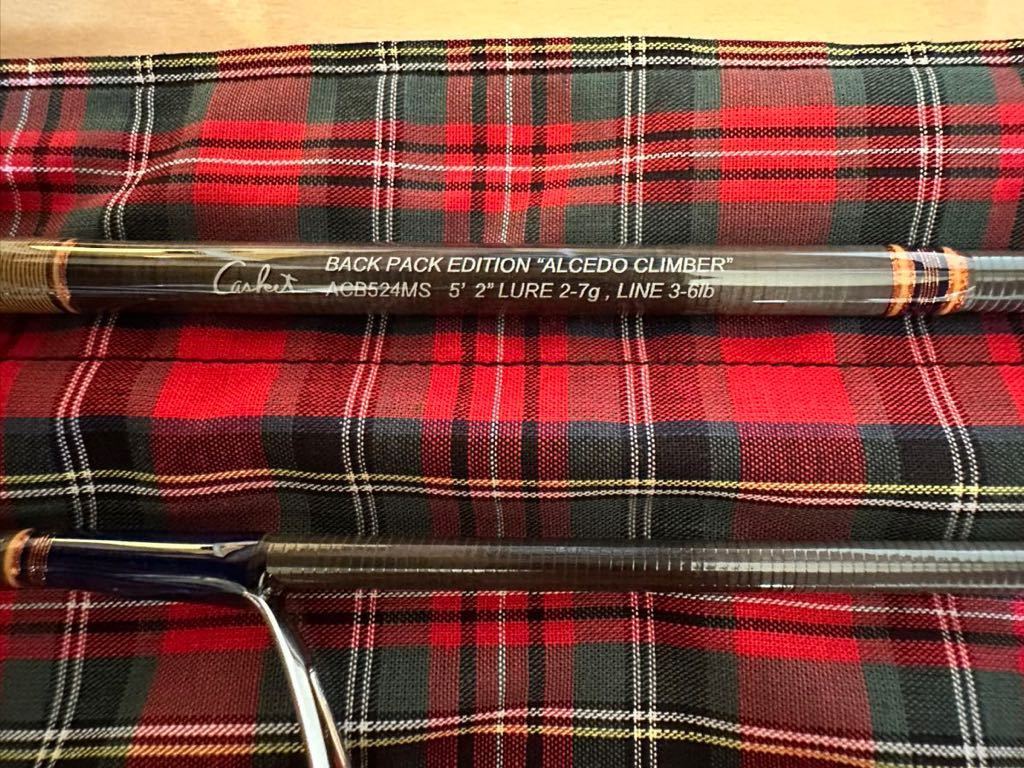 Casket
BACK PACK EDITION “ALCEDO CLIMBER”
ACB524MS 5’ 2” LURE 2-7g , LINE 3-6lb